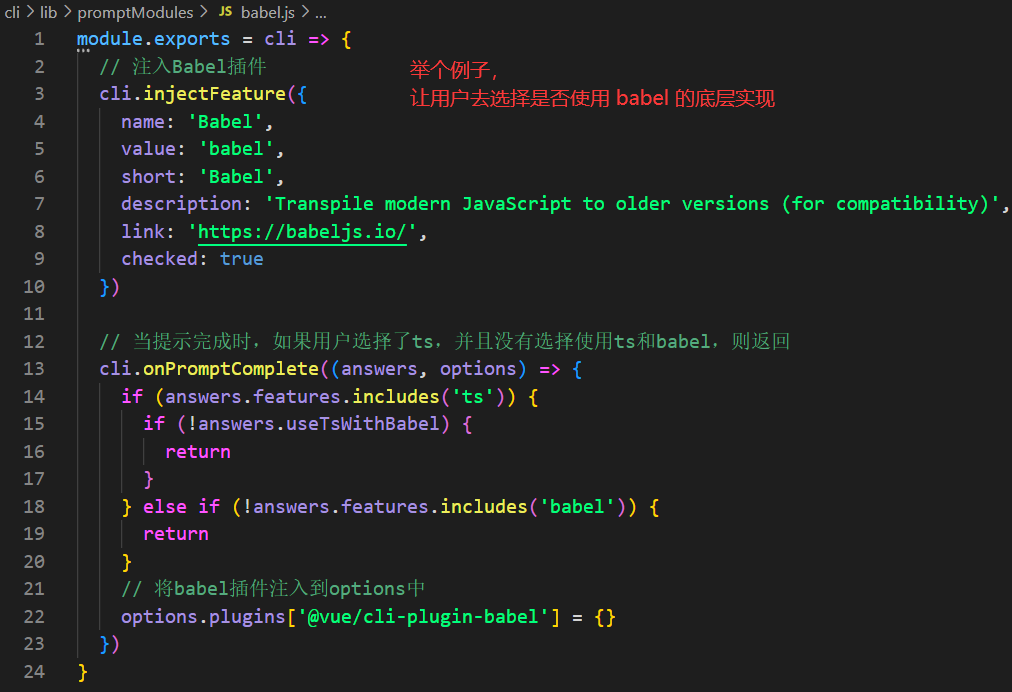 cli > lib > promptModules > JS babel.js > ...
1 module.exports = cli => {
2 // 注入Babel插件
举个例子,
3 cli.injectFeature({
让用户去选择是否使用 babel 的底层实现
4 name: 'Babel',
5 value: 'babel',
6 short: 'Babel',
7 description: 'Transpile modern JavaScript to older versions (for compatibility)',
8 link: 'https://babeljs.io/',
9 checked: true
10 })
11
12 // 当提示完成时，如果用户选择了ts，并且没有选择使用ts和babel，则返回
13 cli.onPromptComplete((answers, options) => {
14 if (answers.features.includes('ts')) {
15 if (!answers.useTsWithBabel) {
16 return
17 }
18 } else if (!answers.features.includes('babel')) {
19 return
20 }
21 // 将babel插件注入到options中
22 options.plugins['@vue/cli-plugin-babel'] = {}
23 })
24 }